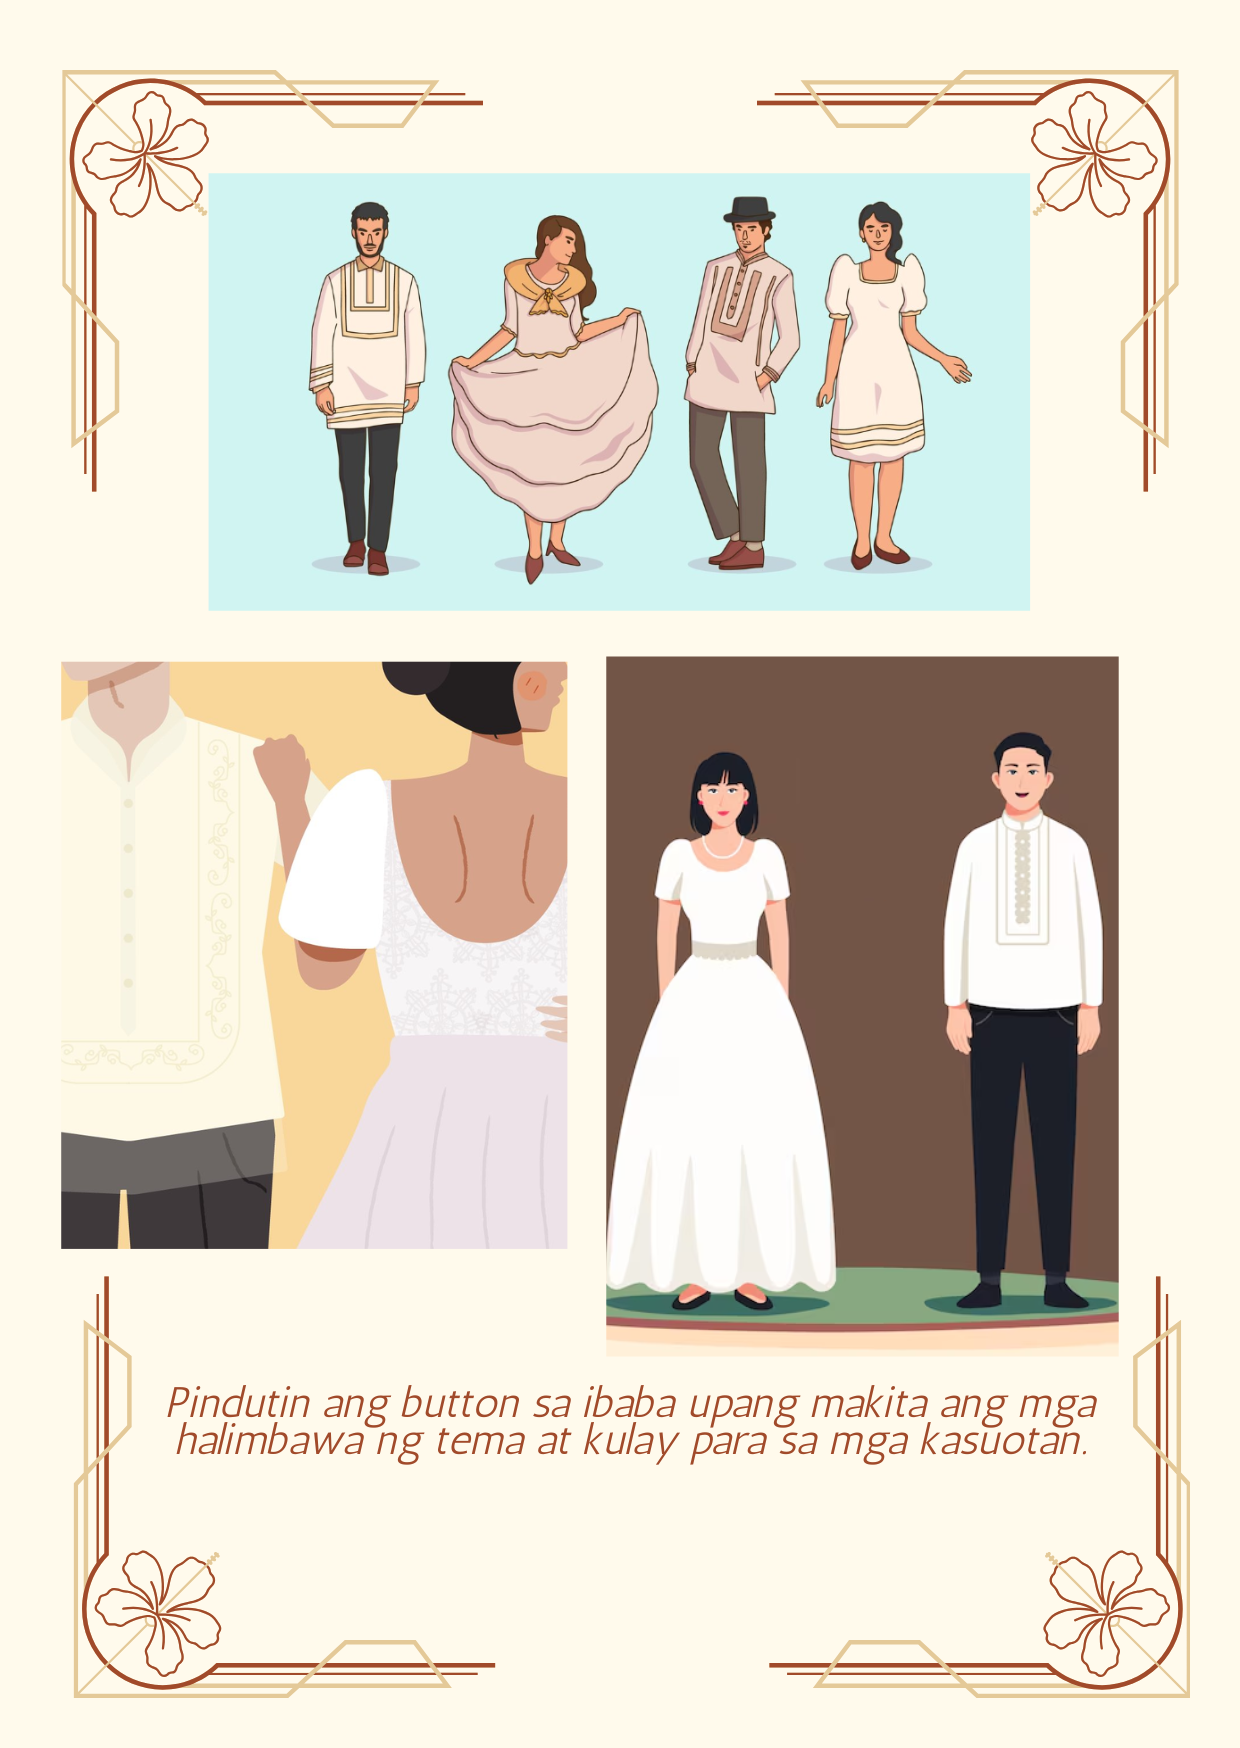 Pindutin ang button sa ibaba upang makita ang mga
halimbawa ng tema at kulay para sa mga kasuotan.